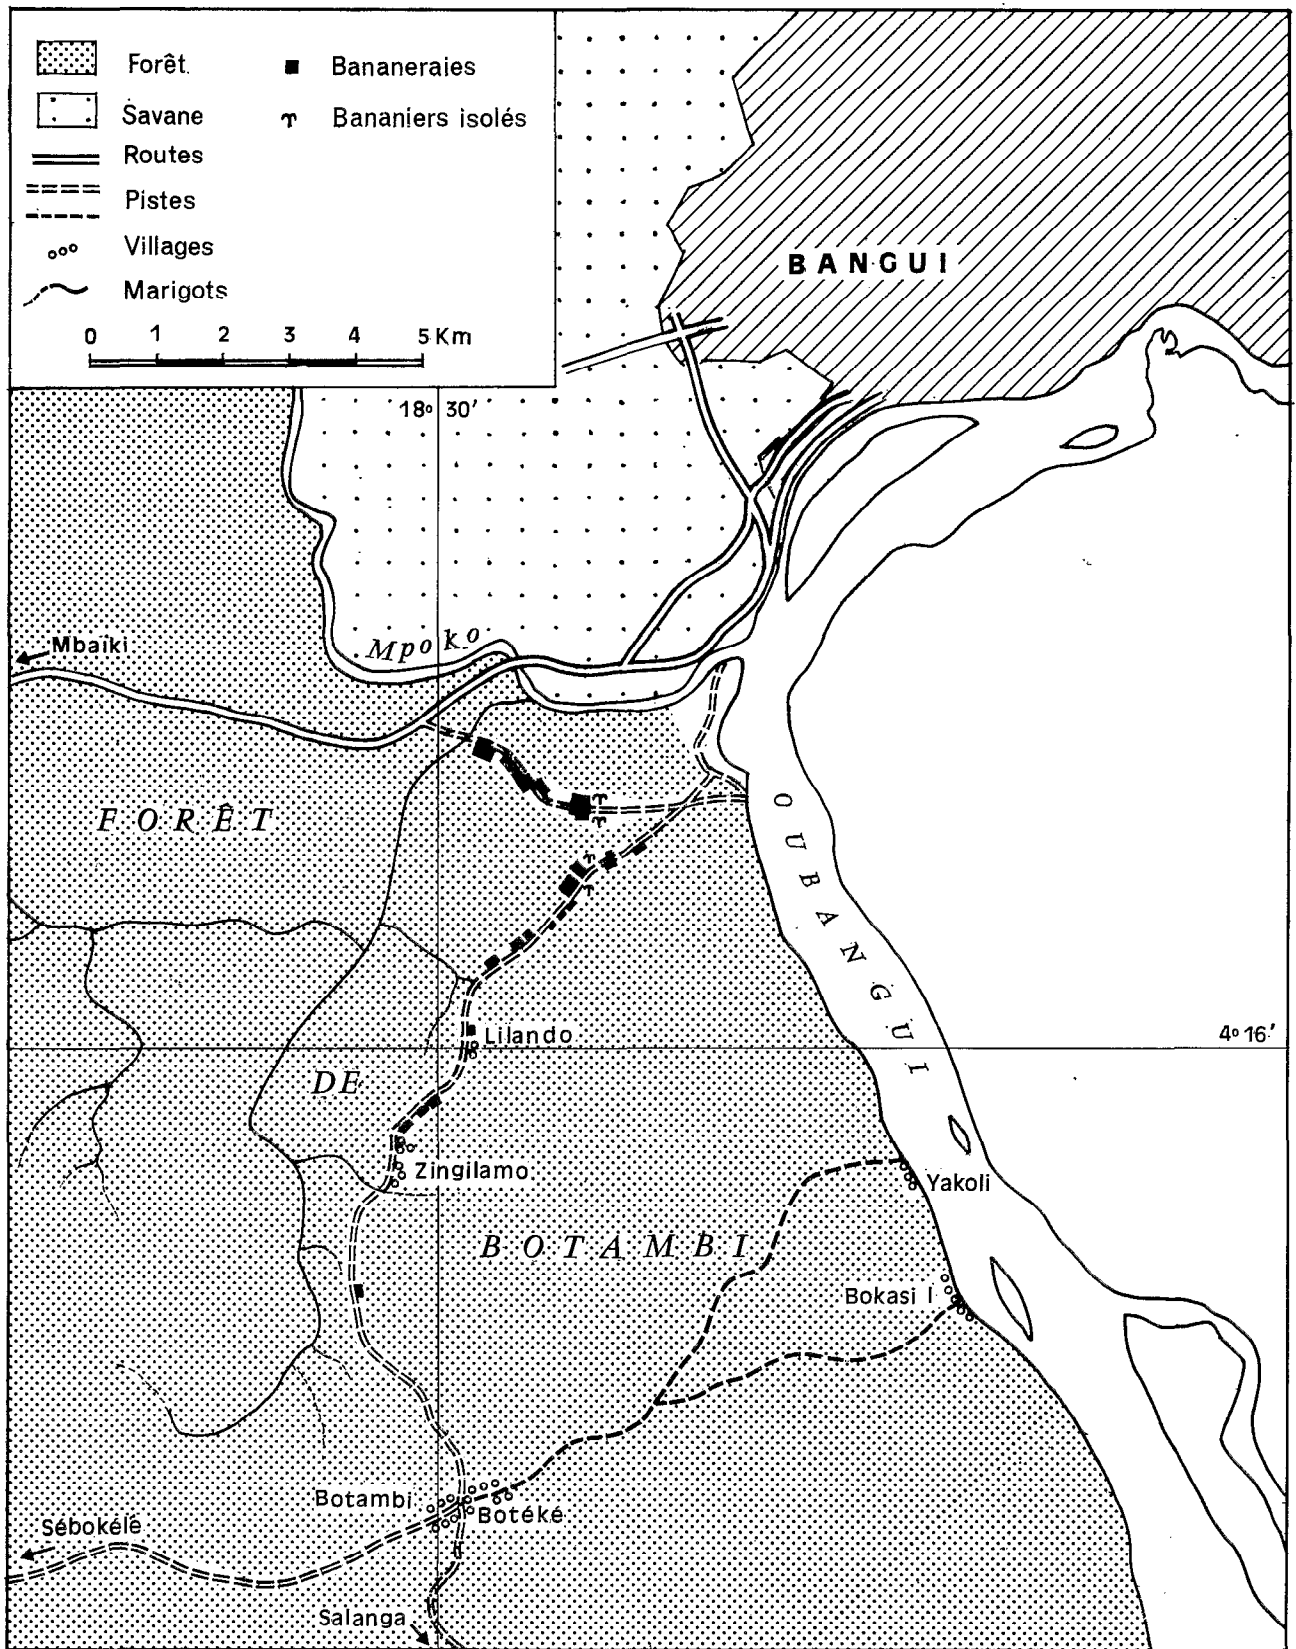 Forêt.
Bananeraies
Savane
Bananiers isolés
Routes
Pistes
Villages
Marigots
0 1 2 3 4 5 Km
BANGUI
18° 30'
Mpoko
Mbaïki
FORÊT
OUBANGUI
Lilando
4° 16'
DE
Zingilamo
Yakoli
BOTAMBI
Bokasi I
Botambi
Botéké
Sébokélé
Salanga